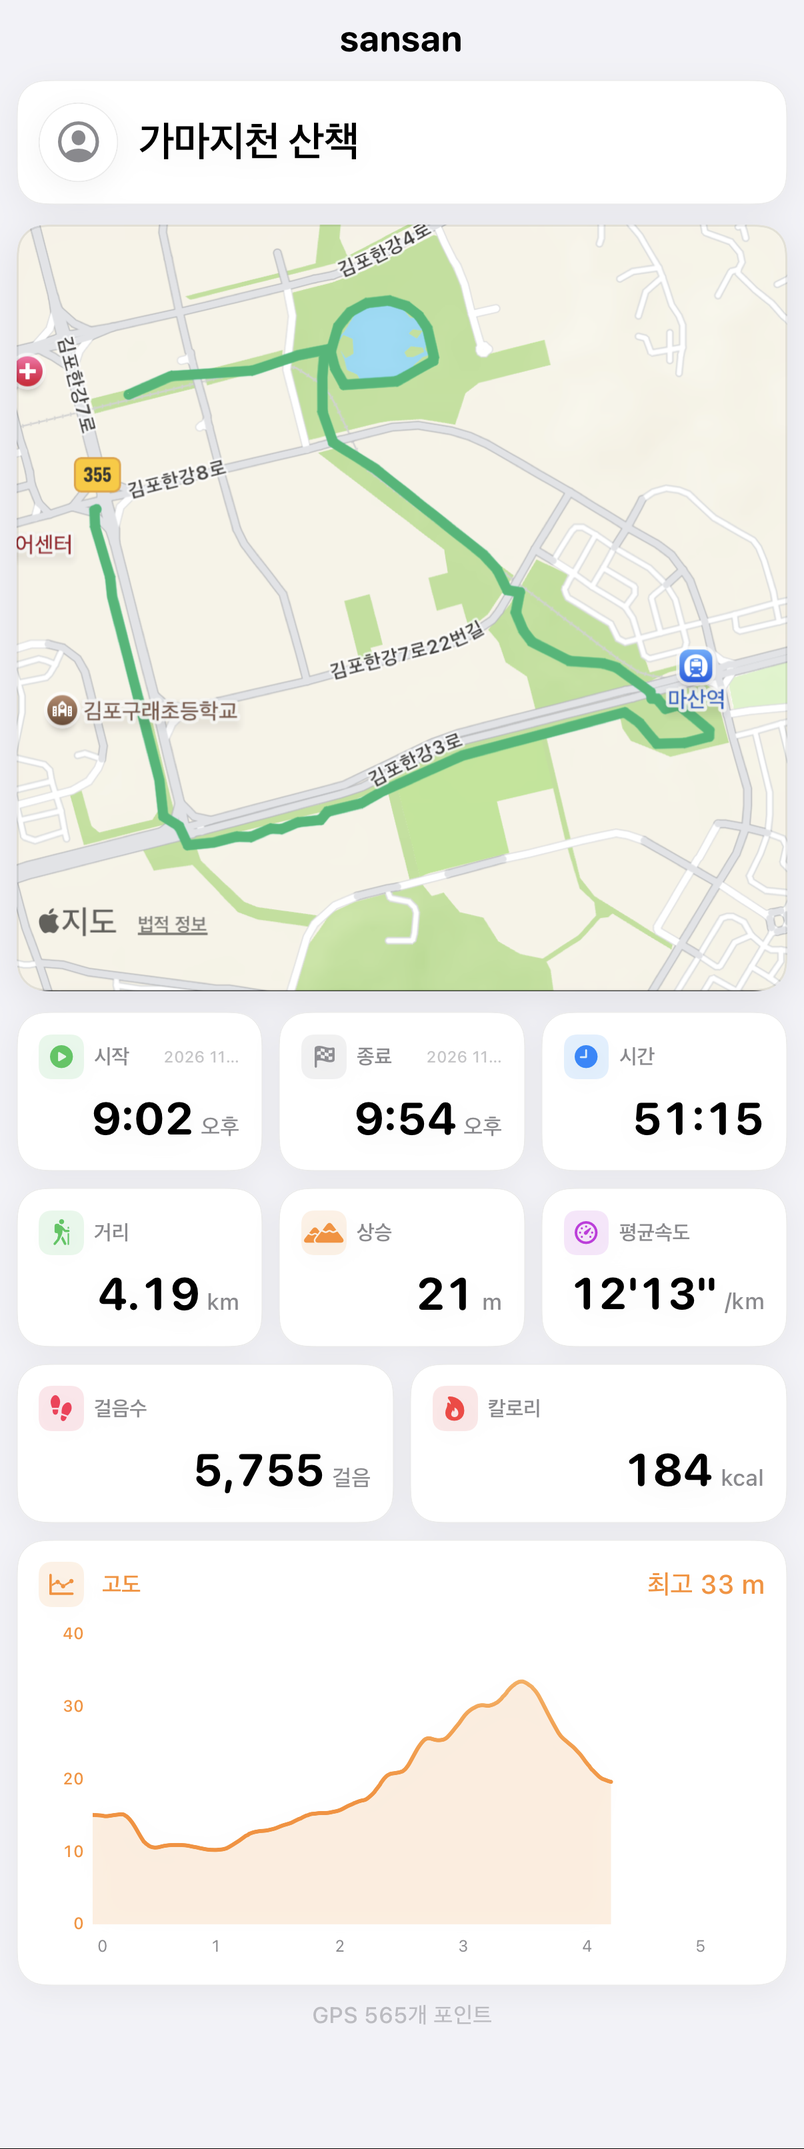 sansan
가마지천 산책
김포한강4로
김포한강7로
355
김포한강8로
어센터
김포한강7로22번길
마산역
김포구래초등학교
김포한강3로
지도 법적 정보
시작 2026 11...
9:02 오후
종료 2026 11...
9:54 오후
시간
51:15
거리
4.19 km
상승
21 m
평균속도
12'13" /km
걸음수
5,755 걸음
칼로리
184 kcal
고도 최고 33 m
40
30
20
10
0
0 1 2 3 4 5
GPS 565개 포인트